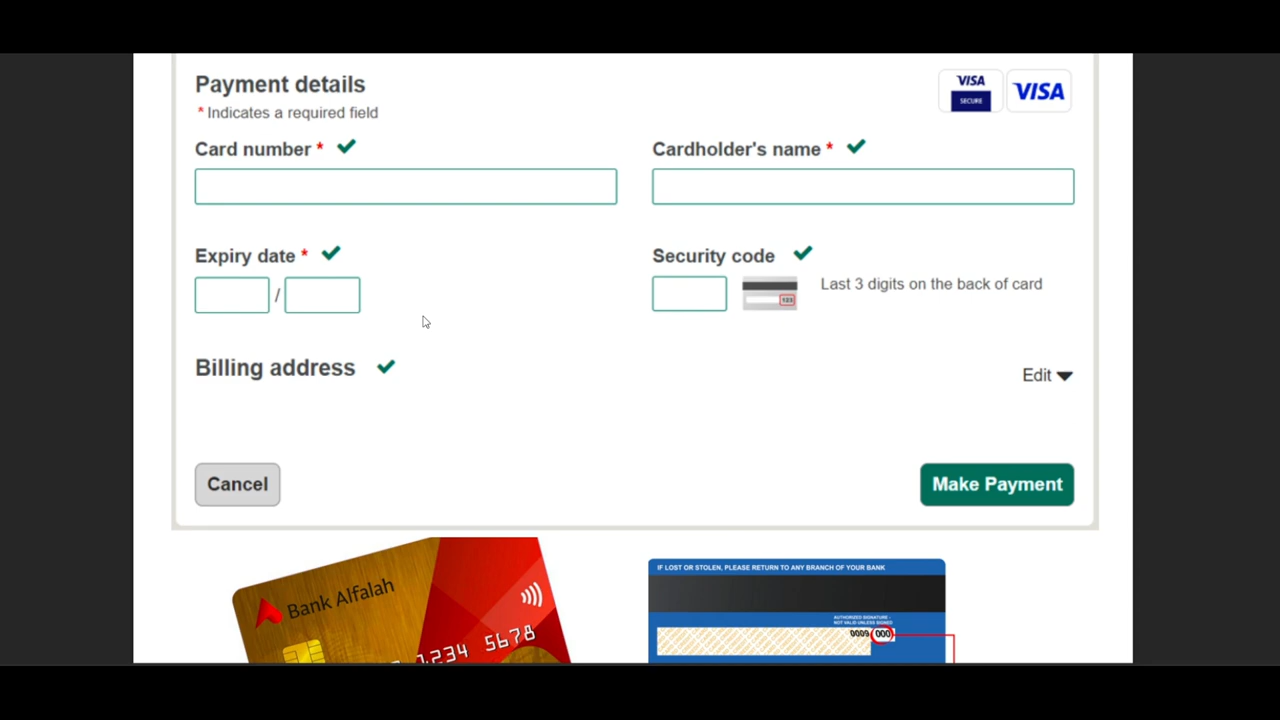 Payment details
VISA
SECURE
VISA
* Indicates a required field
Card number *
Cardholder's name *
Expiry date *
Security code
/
123
Last 3 digits on the back of card
Billing address
Edit
Cancel
Make Payment
Bank Alfalah
1234 5678
IF LOST OR STOLEN, PLEASE RETURN TO ANY BRANCH OF YOUR BANK
AUTHORIZED SIGNATURE -
NOT VALID UNLESS SIGNED
0009 000